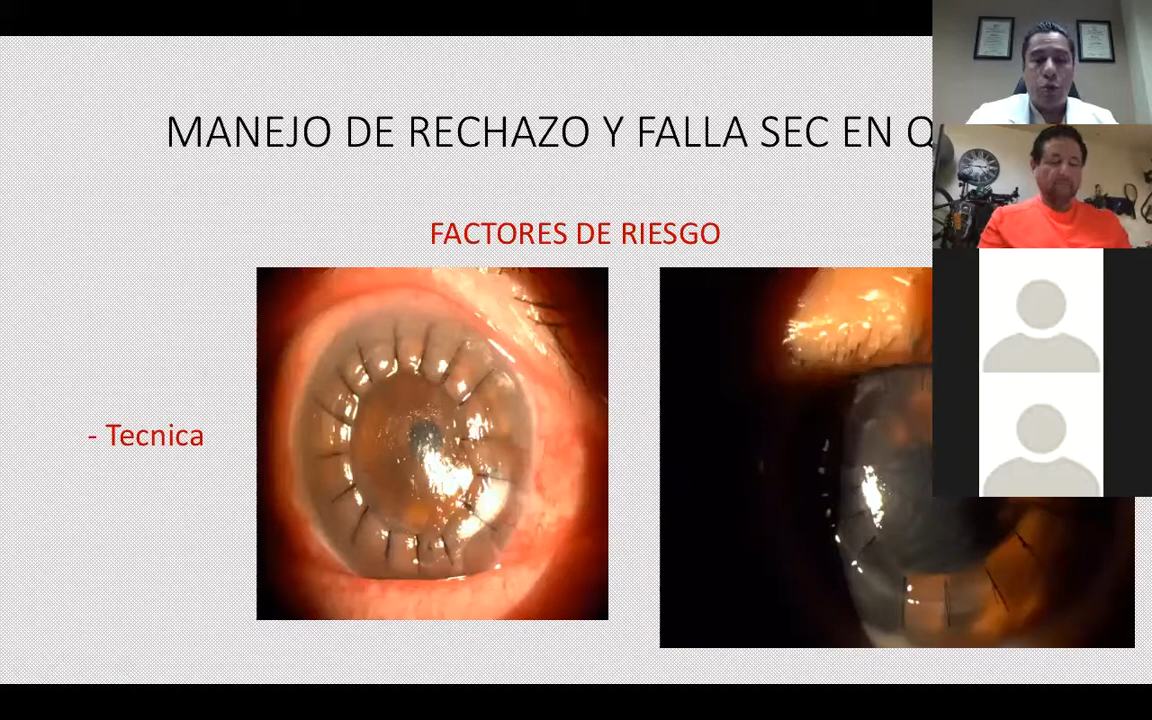 MANEJO DE RECHAZO Y FALLA SEC EN
FACTORES DE RIESGO
- Tecnica